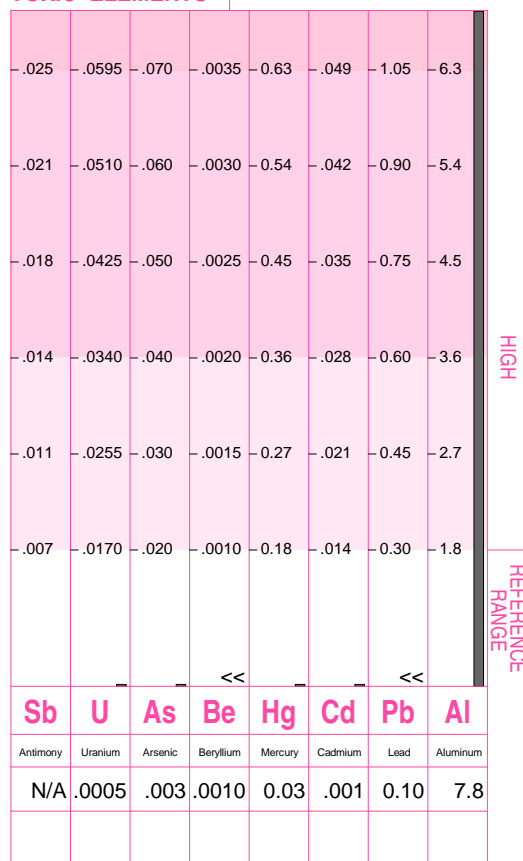 .025 .0595 .070 .0035 0.63 .049 1.05 6.3
.021 .0510 .060 .0030 0.54 .042 0.90 5.4
.018 .0425 .050 .0025 0.45 .035 0.75 4.5
HIGH
.014 .0340 .040 .0020 0.36 .028 0.60 3.6
.011 .0255 .030 .0015 0.27 .021 0.45 2.7
.007 .0170 .020 .0010 0.18 .014 0.30 1.8
REFERENCE
RANGE
<< <<
Sb U As Be Hg Cd Pb Al
Antimony Uranium Arsenic Beryllium Mercury Cadmium Lead Aluminum
N/A .0005 .003 .0010 0.03 .001 0.10 7.8